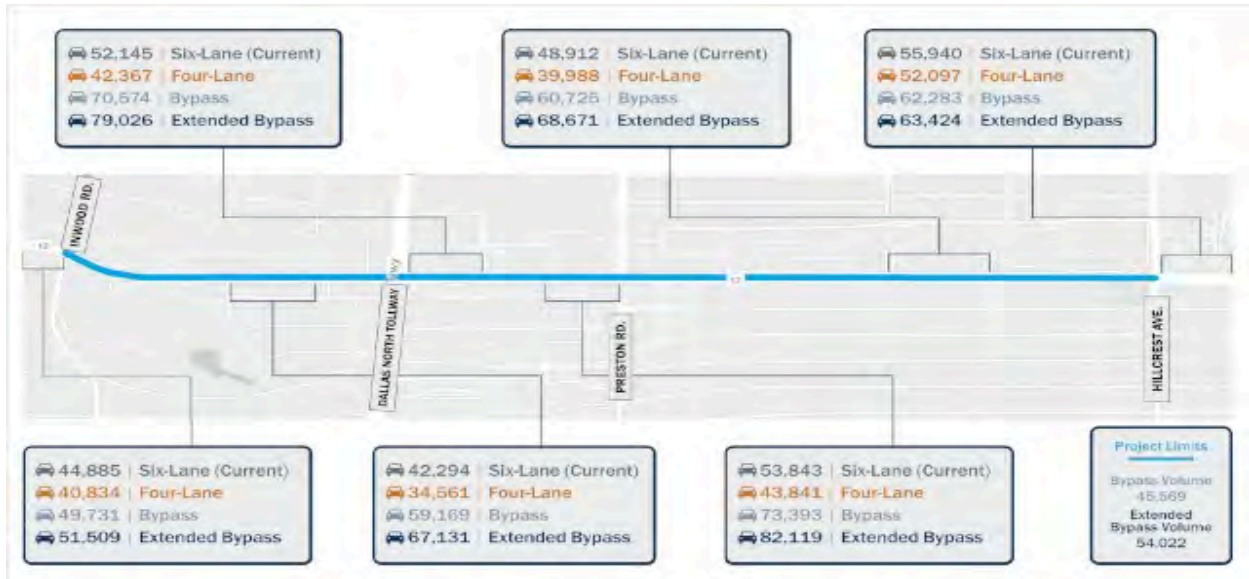 52,145 | Six-Lane (Current)
42,367 | Four-Lane
70,574 | Bypass
79,026 | Extended Bypass
48,912 | Six-Lane (Current)
39,988 | Four-Lane
60,725 | Bypass
68,671 | Extended Bypass
55,940 | Six-Lane (Current)
52,097 | Four-Lane
62,283 | Bypass
63,424 | Extended Bypass
INWOOD RD.
12
DALLAS NORTH TOLLWAY
12
PRESTON RD.
HILLCREST AVE.
44,885 | Six-Lane (Current)
40,834 | Four-Lane
49,731 | Bypass
51,509 | Extended Bypass
42,294 | Six-Lane (Current)
34,561 | Four-Lane
59,169 | Bypass
67,131 | Extended Bypass
53,843 | Six-Lane (Current)
43,841 | Four-Lane
73,393 | Bypass
82,119 | Extended Bypass
Project Limits
Bypass Volume
45,569
Extended
Bypass Volume
54,022